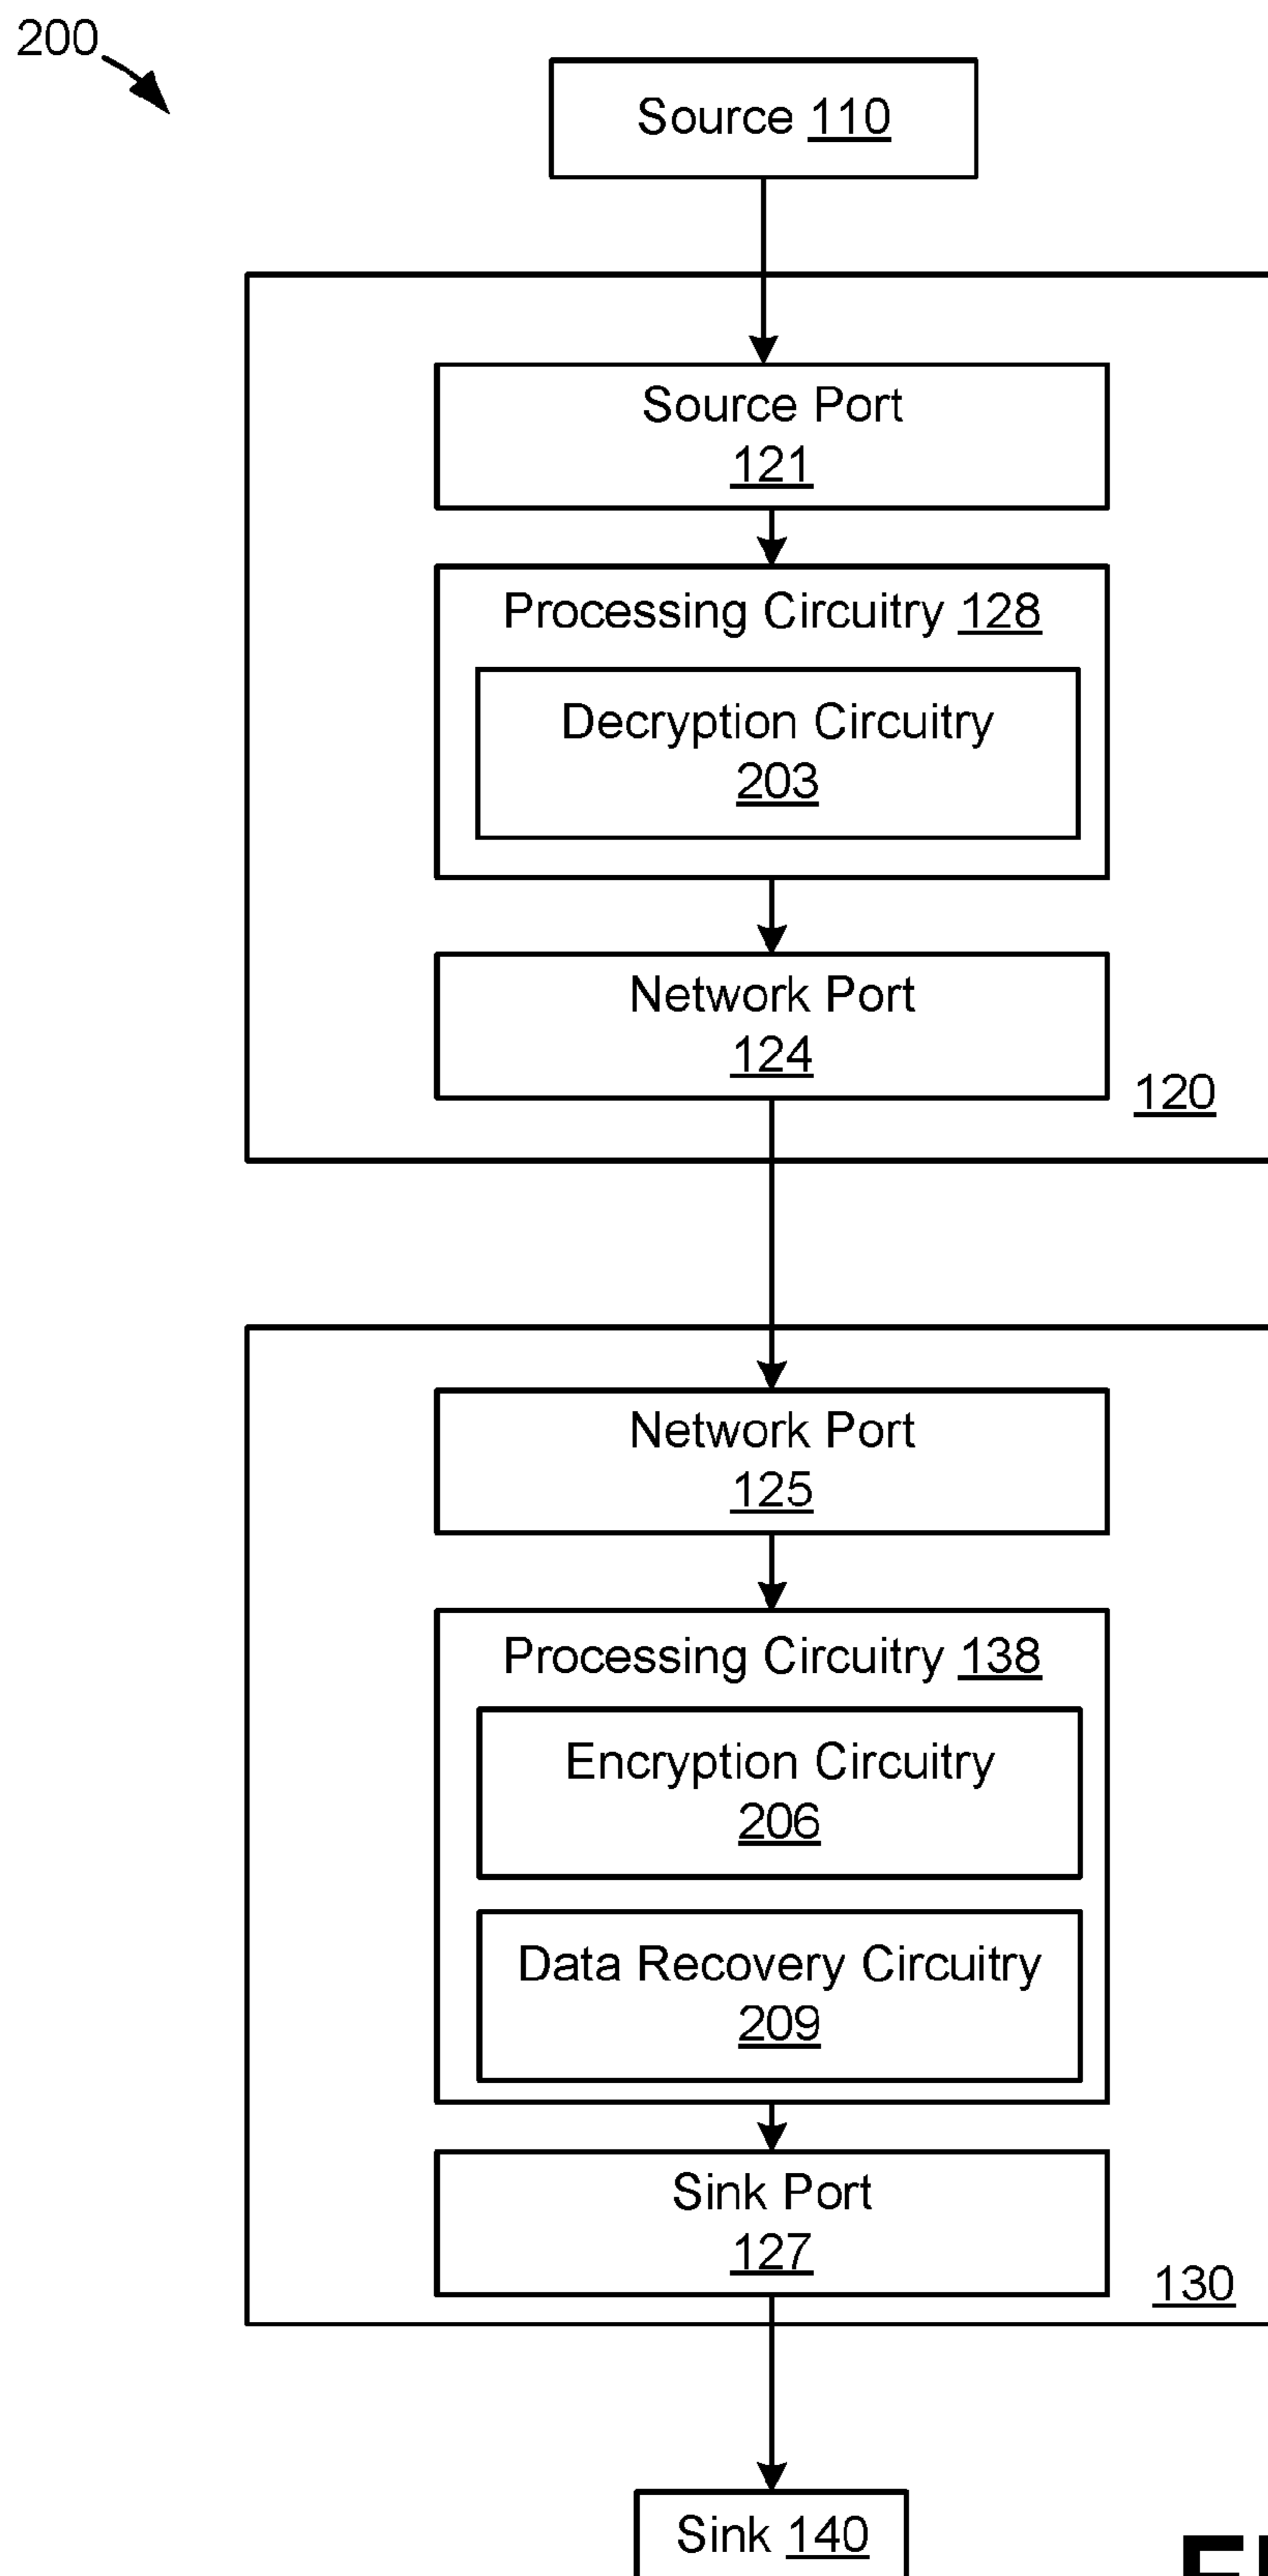 200
Source 110
Source Port
121
Processing Circuitry 128
Decryption Circuitry
203
Network Port
124
120
Network Port
125
Processing Circuitry 138
Encryption Circuitry
206
Data Recovery Circuitry
209
Sink Port
127
130
Sink 140